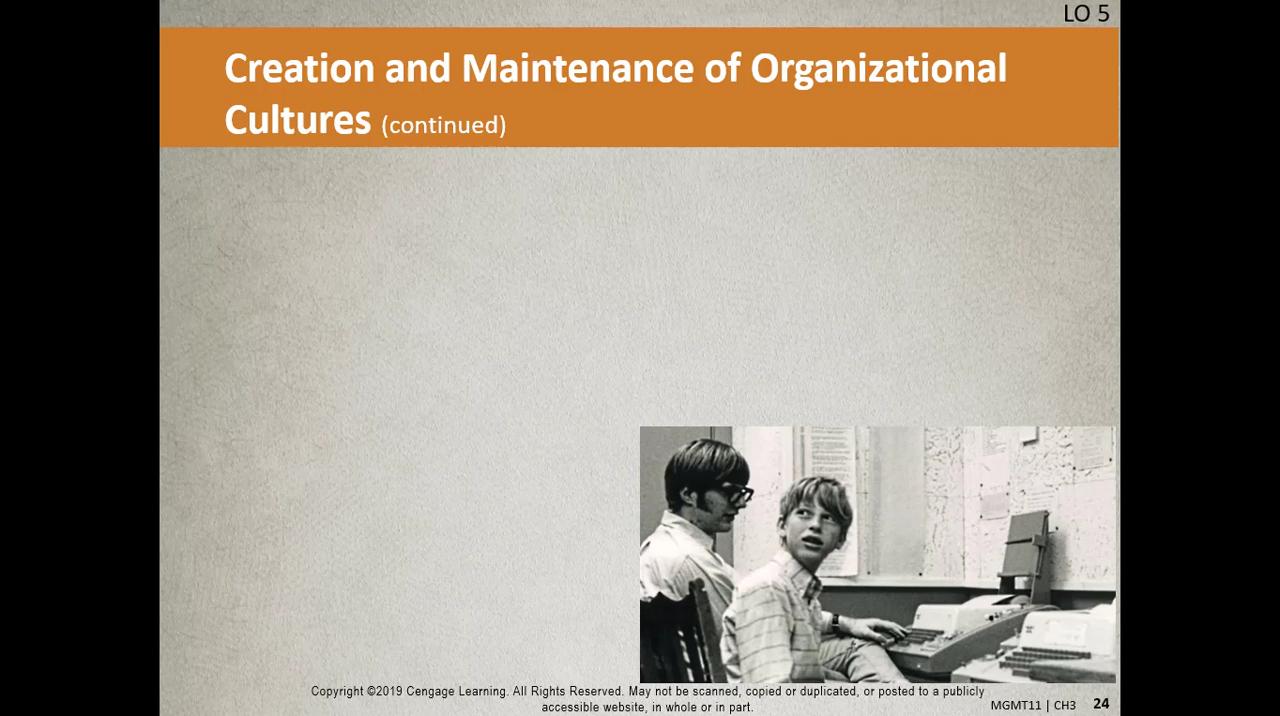 LO 5
Creation and Maintenance of Organizational
Cultures (continued)
Copyright ©2019 Cengage Learning. All Rights Reserved. May not be scanned, copied or duplicated, or posted to a publicly
accessible website, in whole or in part.
MGMT11 | CH3 24